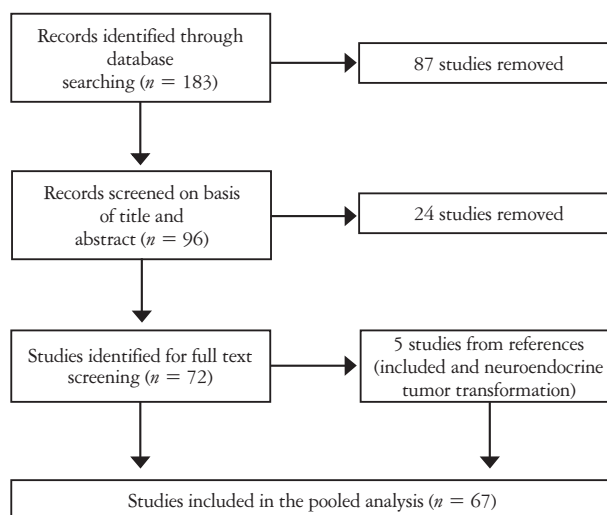 Records identified through
database
searching (n = 183)
87 studies removed
Records screened on basis
of title and
abstract (n = 96)
24 studies removed
Studies identified for full text
screening (n = 72)
5 studies from references
(included and neuroendocrine
tumor transformation)
Studies included in the pooled analysis (n = 67)